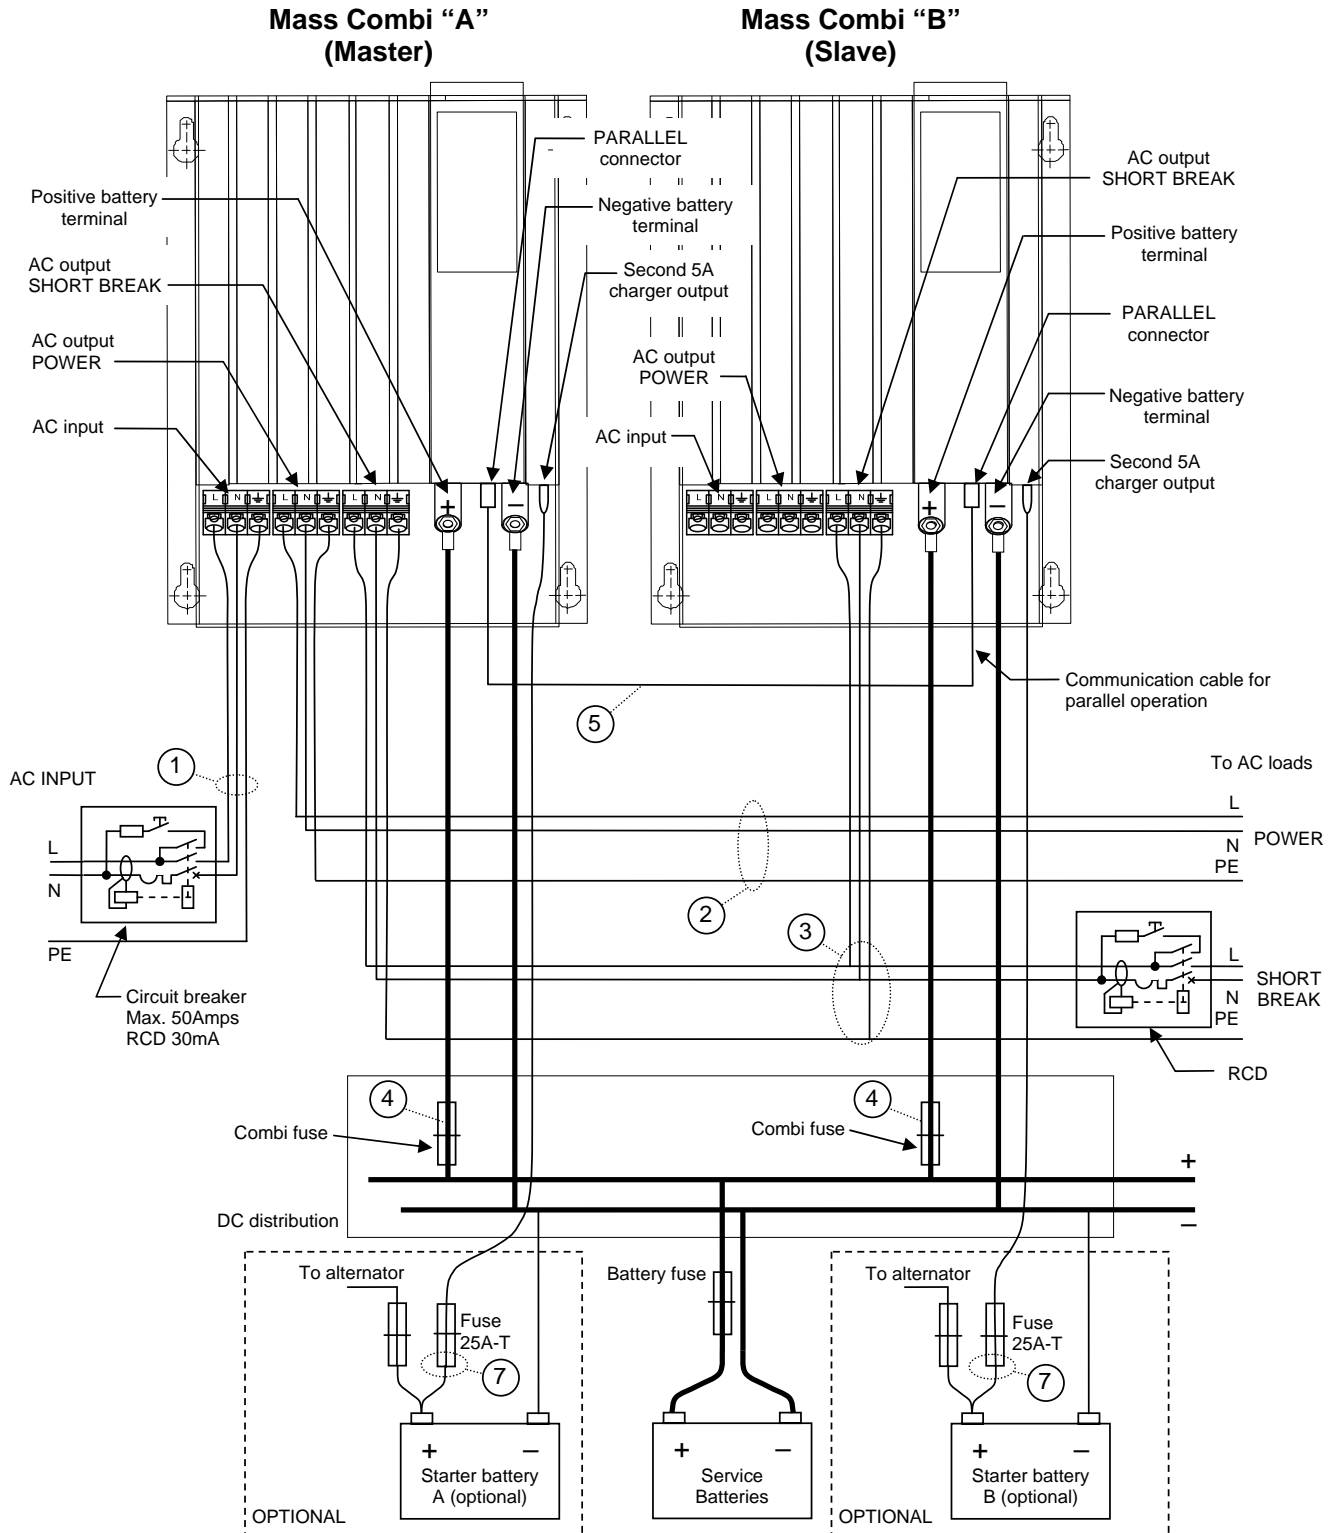 Mass Combi “A”
(Master)
Mass Combi “B”
(Slave)
PARALLEL
connector
AC output
SHORT BREAK
Positive battery
terminal
Negative battery
terminal
Positive battery
terminal
AC output
SHORT BREAK
Second 5A
charger output
PARALLEL
connector
AC output
POWER
AC output
POWER
Negative battery
terminal
AC input
AC input
Second 5A
charger output
L N L N L N + −
L N L N L N + −
Communication cable for
parallel operation
5
1
AC INPUT
To AC loads
L
N
PE
POWER
L
N
PE
2
3
L
N
PE
SHORT
BREAK
Circuit breaker
Max. 50Amps
RCD 30mA
RCD
4
4
Combi fuse
Combi fuse
+
−
DC distribution
To alternator
Battery fuse
To alternator
Fuse
25A-T
Fuse
25A-T
7
7
+ −
Starter battery
A (optional)
+ −
Service
Batteries
+ −
Starter battery
B (optional)
OPTIONAL
OPTIONAL